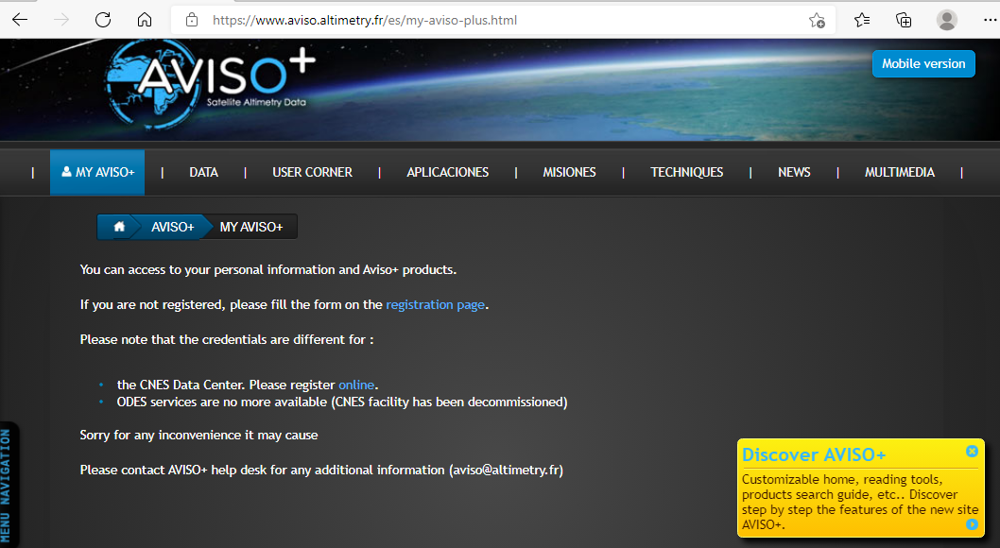 https://www.aviso.altimetry.fr/es/my-aviso-plus.html
AVISO+
Satellite Altimetry Data
Mobile version
| MY AVISO+ | DATA | USER CORNER | APLICACIONES | MISIONES | TECHNIQUES | NEWS | MULTIMEDIA |
AVISO+ MY AVISO+
You can access to your personal information and Aviso+ products.
If you are not registered, please fill the form on the registration page.
Please note that the credentials are different for :
• the CNES Data Center. Please register online.
• ODES services are no more available (CNES facility has been decommissioned)
Sorry for any inconvenience it may cause
Please contact AVISO+ help desk for any additional information (aviso@altimetry.fr)
MENU NAVIGATION
Discover AVISO+
Customizable home, reading tools,
products search guide, etc.. Discover
step by step the features of the new site
AVISO+.